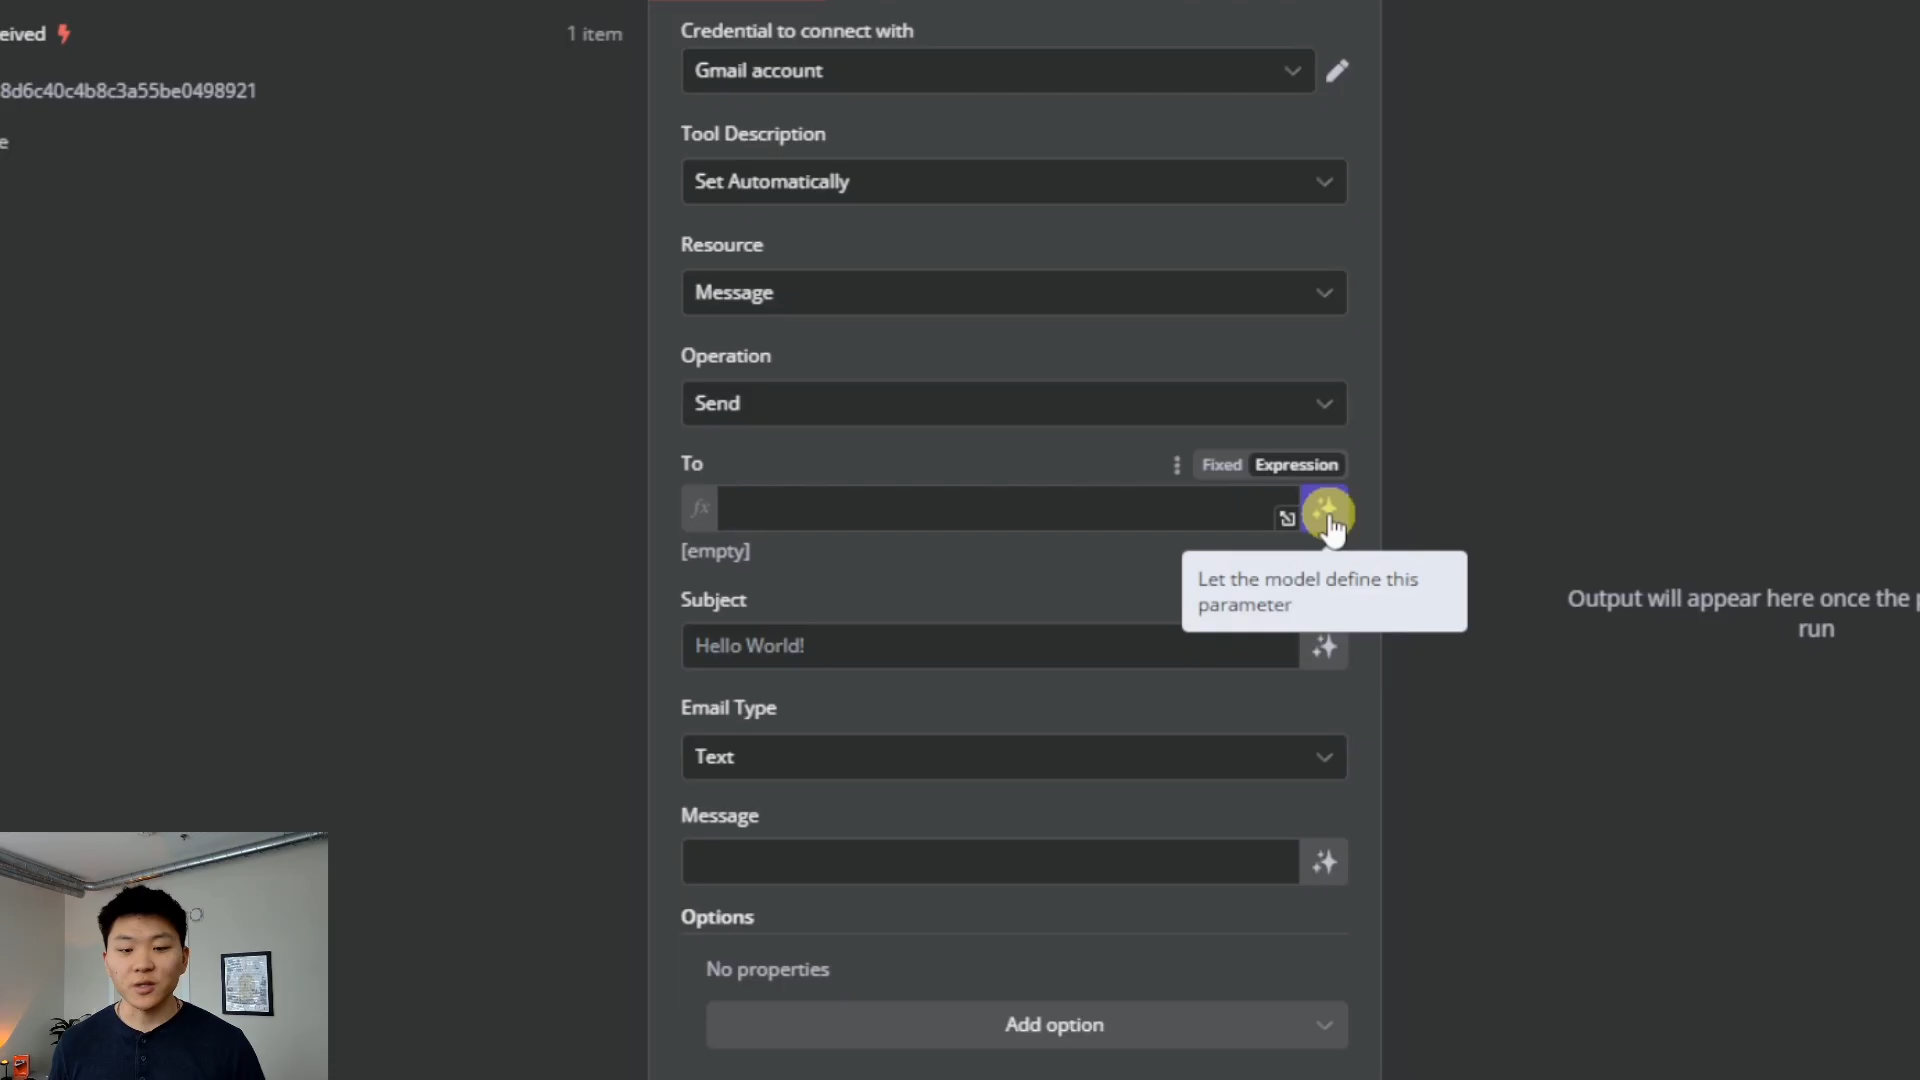 eived
1 item
8d6c40c4b8c3a55be0498921
e
Credential to connect with
Gmail account
Tool Description
Set Automatically
Resource
Message
Operation
Send
To
Fixed Expression
fx
[empty]
Let the model define this
parameter
Subject
Hello World!
Email Type
Text
Message
Options
No properties
Add option
Output will appear here once the p
run